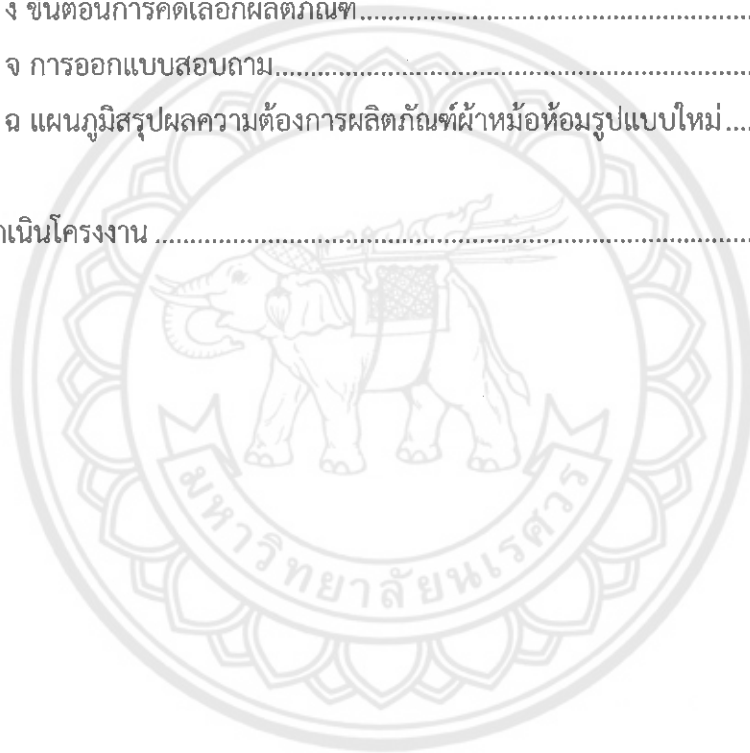 ง ขั้นตอนการคัดเลือกผลิตภัณฑ์
จ การออกแบบสอบถาม
ฉ แผนภูมิสรุปผลความต้องการผลิตภัณฑ์ผ้าหม้อห้อมรูปแบบใหม่
เนินโครงงาน
มหาวิทยาลัยนเรศวร